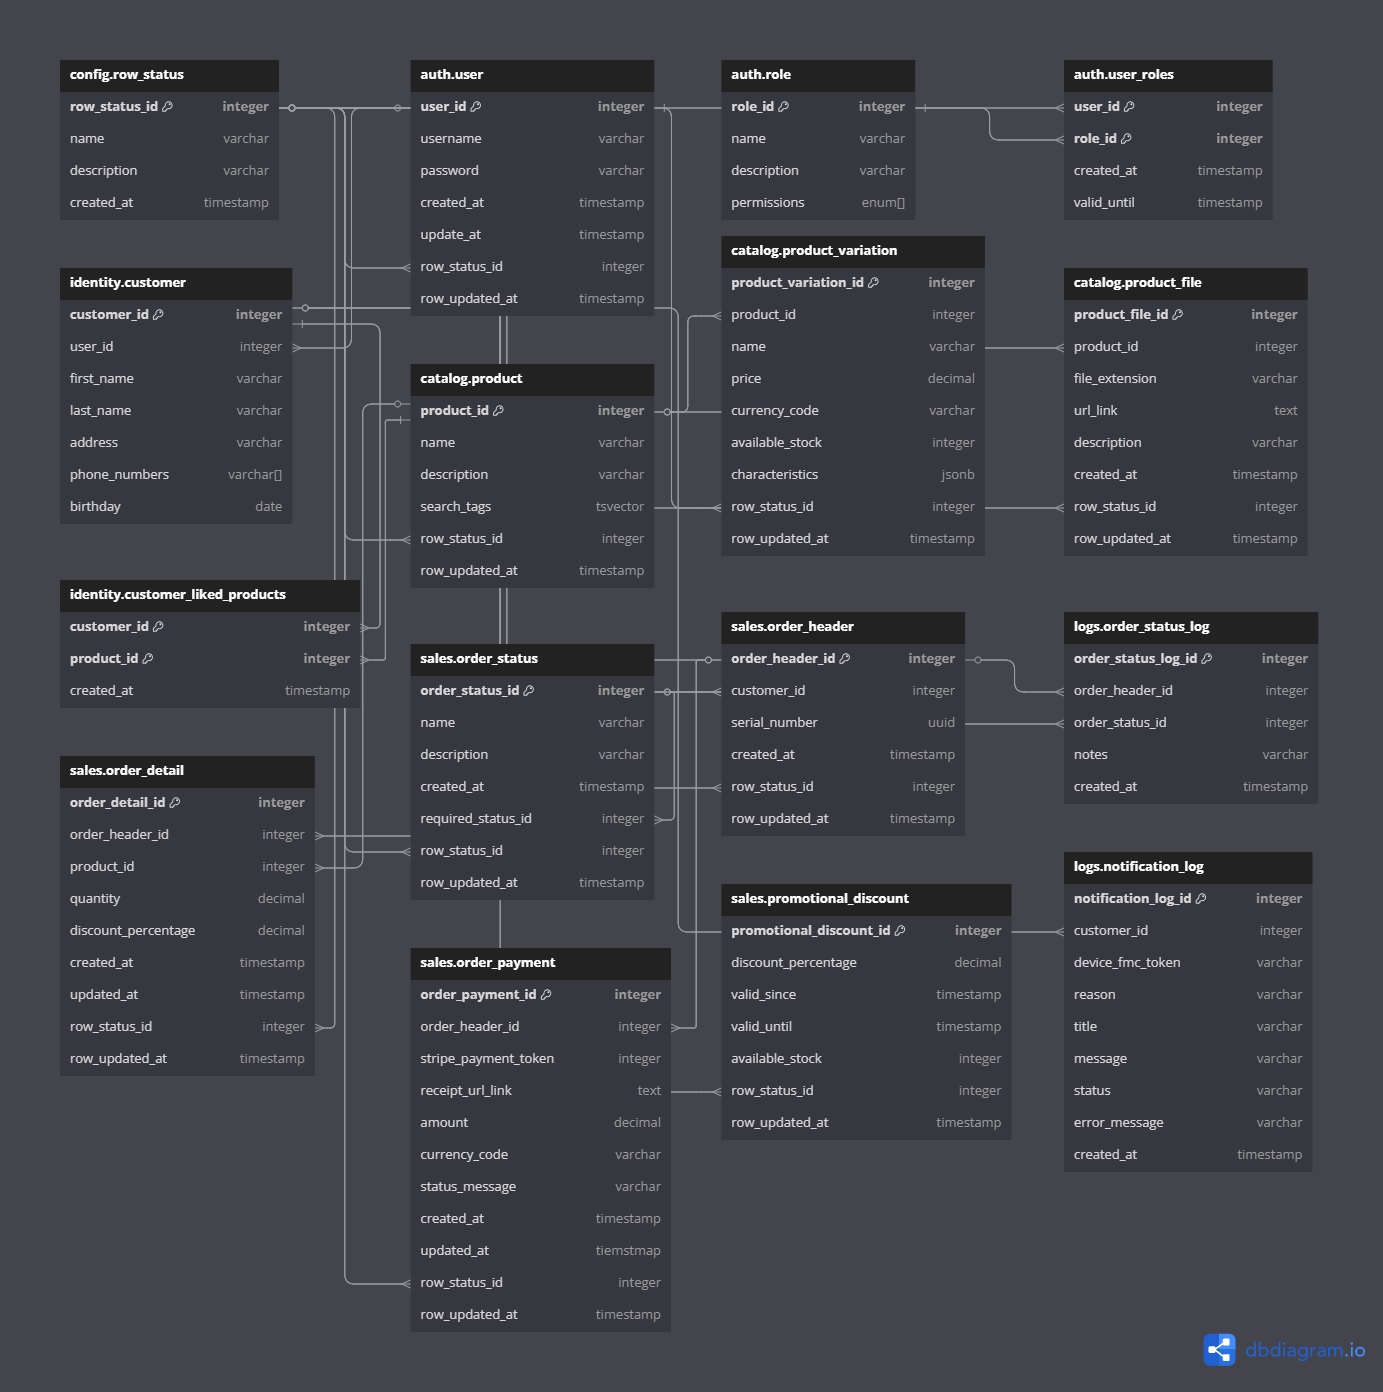 config.row_status
row_status_id integer
name varchar
description varchar
created_at timestamp
auth.user
user_id integer
username varchar
password varchar
created_at timestamp
update_at timestamp
row_status_id integer
row_updated_at timestamp
auth.role
role_id integer
name varchar
description varchar
permissions enum[]
auth.user_roles
user_id integer
role_id integer
created_at timestamp
valid_until timestamp
identity.customer
customer_id integer
user_id integer
first_name varchar
last_name varchar
address varchar
phone_numbers varchar[]
birthday date
catalog.product
product_id integer
name varchar
description varchar
search_tags tsvector
row_status_id integer
row_updated_at timestamp
catalog.product_variation
product_variation_id integer
product_id integer
name varchar
price decimal
currency_code varchar
available_stock integer
characteristics jsonb
row_status_id integer
row_updated_at timestamp
catalog.product_file
product_file_id integer
product_id integer
file_extension varchar
url_link text
description varchar
created_at timestamp
row_status_id integer
row_updated_at timestamp
identity.customer_liked_products
customer_id integer
product_id integer
created_at timestamp
sales.order_status
order_status_id integer
name varchar
description varchar
created_at timestamp
required_status_id integer
row_status_id integer
row_updated_at timestamp
sales.order_header
order_header_id integer
customer_id integer
serial_number uuid
created_at timestamp
row_status_id integer
row_updated_at timestamp
logs.order_status_log
order_status_log_id integer
order_header_id integer
order_status_id integer
notes varchar
created_at timestamp
sales.order_detail
order_detail_id integer
order_header_id integer
product_id integer
quantity decimal
discount_percentage decimal
created_at timestamp
updated_at timestamp
row_status_id integer
row_updated_at timestamp
sales.order_payment
order_payment_id integer
order_header_id integer
stripe_payment_token integer
receipt_url_link text
amount decimal
currency_code varchar
status_message varchar
created_at timestamp
updated_at tiemstmap
row_status_id integer
row_updated_at timestamp
sales.promotional_discount
promotional_discount_id integer
discount_percentage decimal
valid_since timestamp
valid_until timestamp
available_stock integer
row_status_id integer
row_updated_at timestamp
logs.notification_log
notification_log_id integer
customer_id integer
device_fmc_token varchar
reason varchar
title varchar
message varchar
status varchar
error_message varchar
created_at timestamp
dbdiagram.io